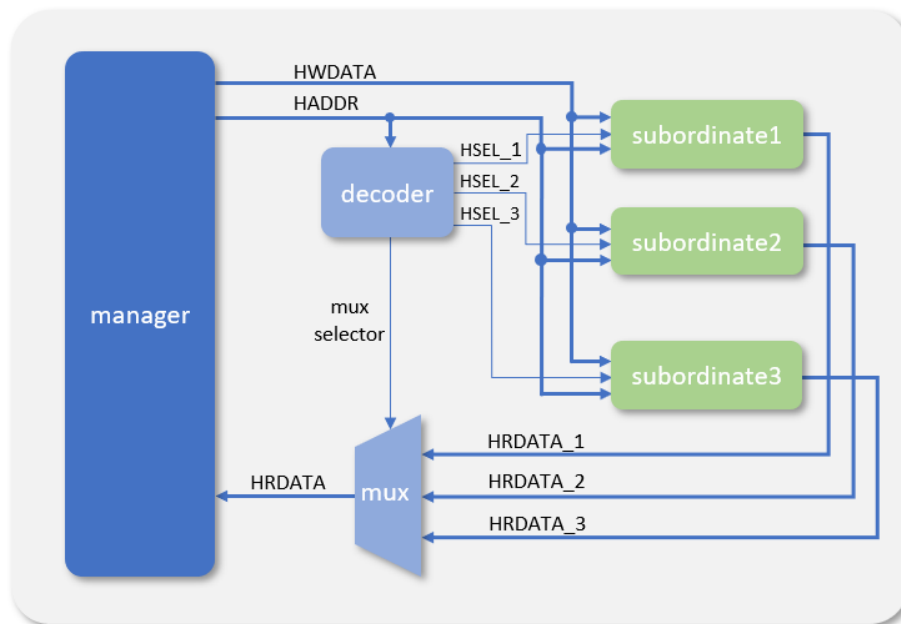 HWDATA
HADDR
subordinate1
HSEL_1
decoder
HSEL_2
HSEL_3
subordinate2
manager
mux
selector
subordinate3
HRDATA_1
HRDATA
mux
HRDATA_2
HRDATA_3